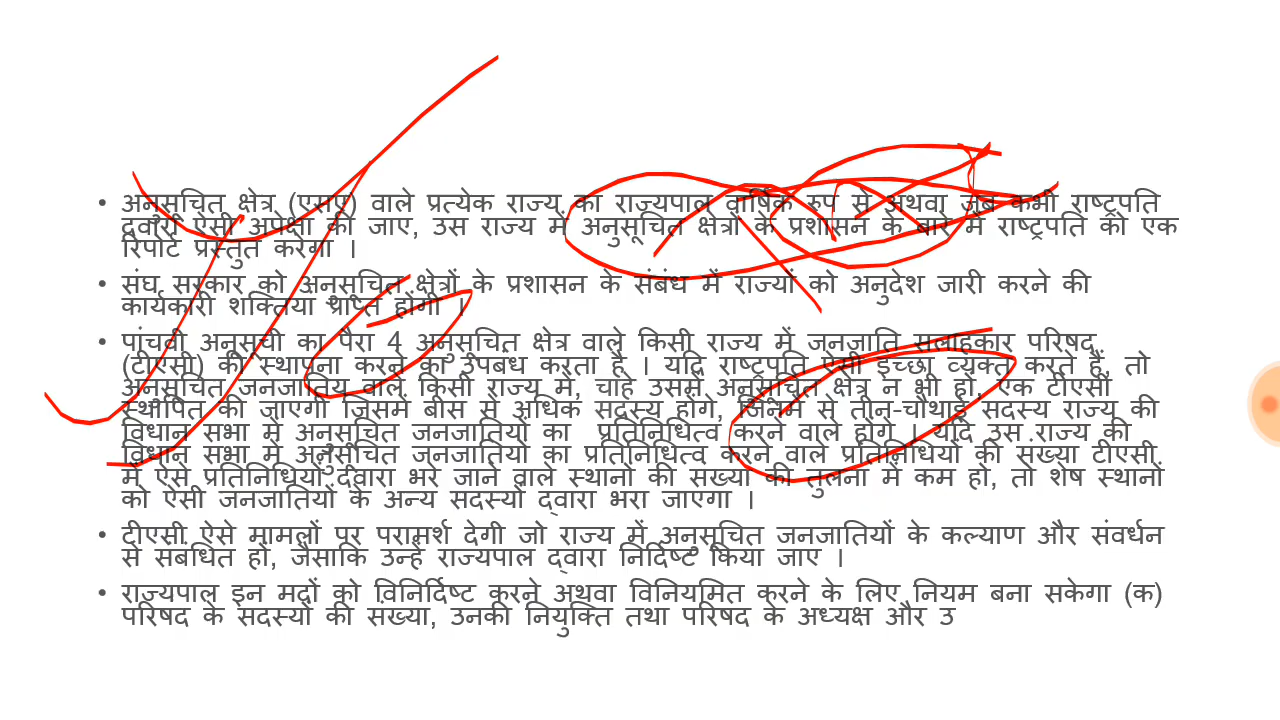 • अनुसूचित क्षेत्र (एसए) वाले प्रत्येक राज्य का राज्यपाल वार्षिक रुप से अथवा जब कभी राष्ट्रपति
द्वारा ऐसी अपेक्षा की जाए, उस राज्य में अनुसूचित क्षेत्रों के प्रशासन के बारे में राष्ट्रपति को एक
रिपोर्ट प्रस्तुत करेगा ।
• संघ सरकार को अनुसूचित क्षेत्रों के प्रशासन के संबंध में राज्यों को अनुदेश जारी करने की
कार्यकारी शक्तियां प्राप्त होंगी ।
• पांचवी अनुसूची का पैरा 4 अनुसूचित क्षेत्र वाले किसी राज्य में जनजाति सलाहकार परिषद
(टीएसी) की स्थापना करने का उपबंध करता है । यदि राष्ट्रपति ऐसी इच्छा व्यक्त करते हैं, तो
अनुसूचित जनजातिय वाले किसी राज्य में, चाहे उसमें अनुसूचित क्षेत्र न भी हो, एक टीएसी
स्थापित की जाएगी जिसमें बीस से अधिक सदस्य होंगे, जिनमें से तीन-चौथाई सदस्य राज्य की
विधान सभा में अनुसूचित जनजातियों का प्रतिनिधित्व करने वाले होंगे । यदि उस राज्य की
विधान सभा में अनुसूचित जनजातियों का प्रतिनिधित्व करने वाले प्रतिनिधियों की संख्या टीएसी
में ऐसे प्रतिनिधियों द्वारा भरे जाने वाले स्थानों की संख्या की तुलना में कम हो, तो शेष स्थानों
को ऐसी जनजातियों के अन्य सदस्यों द्वारा भरा जाएगा ।
• टीएसी ऐसे मामलों पर परामर्श देगी जो राज्य में अनुसूचित जनजातियों के कल्याण और संवर्धन
से संबंधित हो, जैसाकि उन्हें राज्यपाल द्वारा निर्दिष्ट किया जाए ।
• राज्यपाल इन मदों को विनिर्दिष्ट करने अथवा विनियमित करने के लिए नियम बना सकेगा (क)
परिषद के सदस्यों की संख्या, उनकी नियुक्ति तथा परिषद के अध्यक्ष और उ